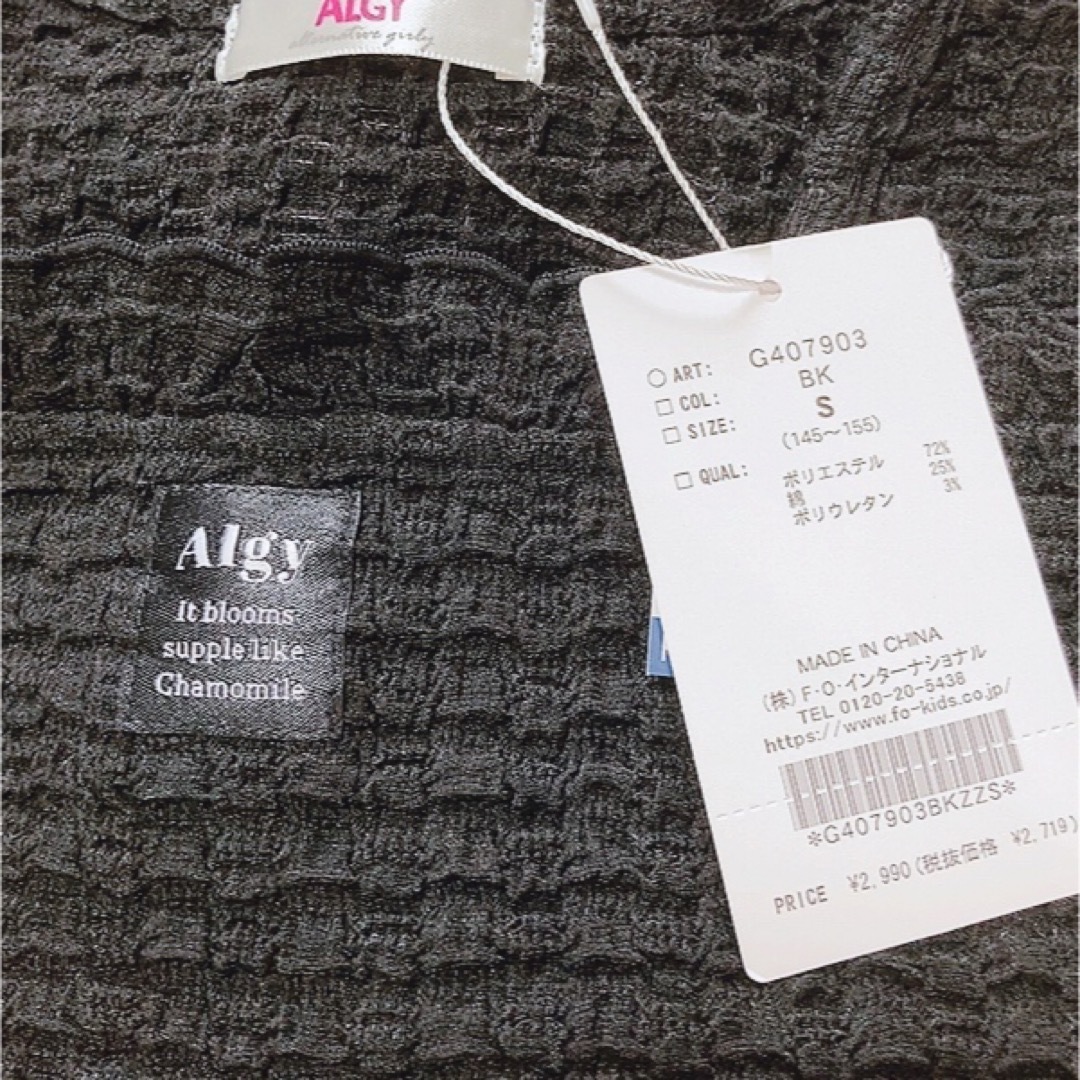 ALGY
alternative girly
Algy
It blooms
supple like
Chamomile
ART: G407903
COL: BK
SIZE: S
(145〜155)
QUAL: ポリエステル 72%
綿 25%
ポリウレタン 3%
MADE IN CHINA
(株)F・O・インターナショナル
TEL 0120-20-5438
https://www.fo-kids.co.jp/
*G407903BKZZS*
PRICE ¥2,990(税抜価格 ¥2,719)